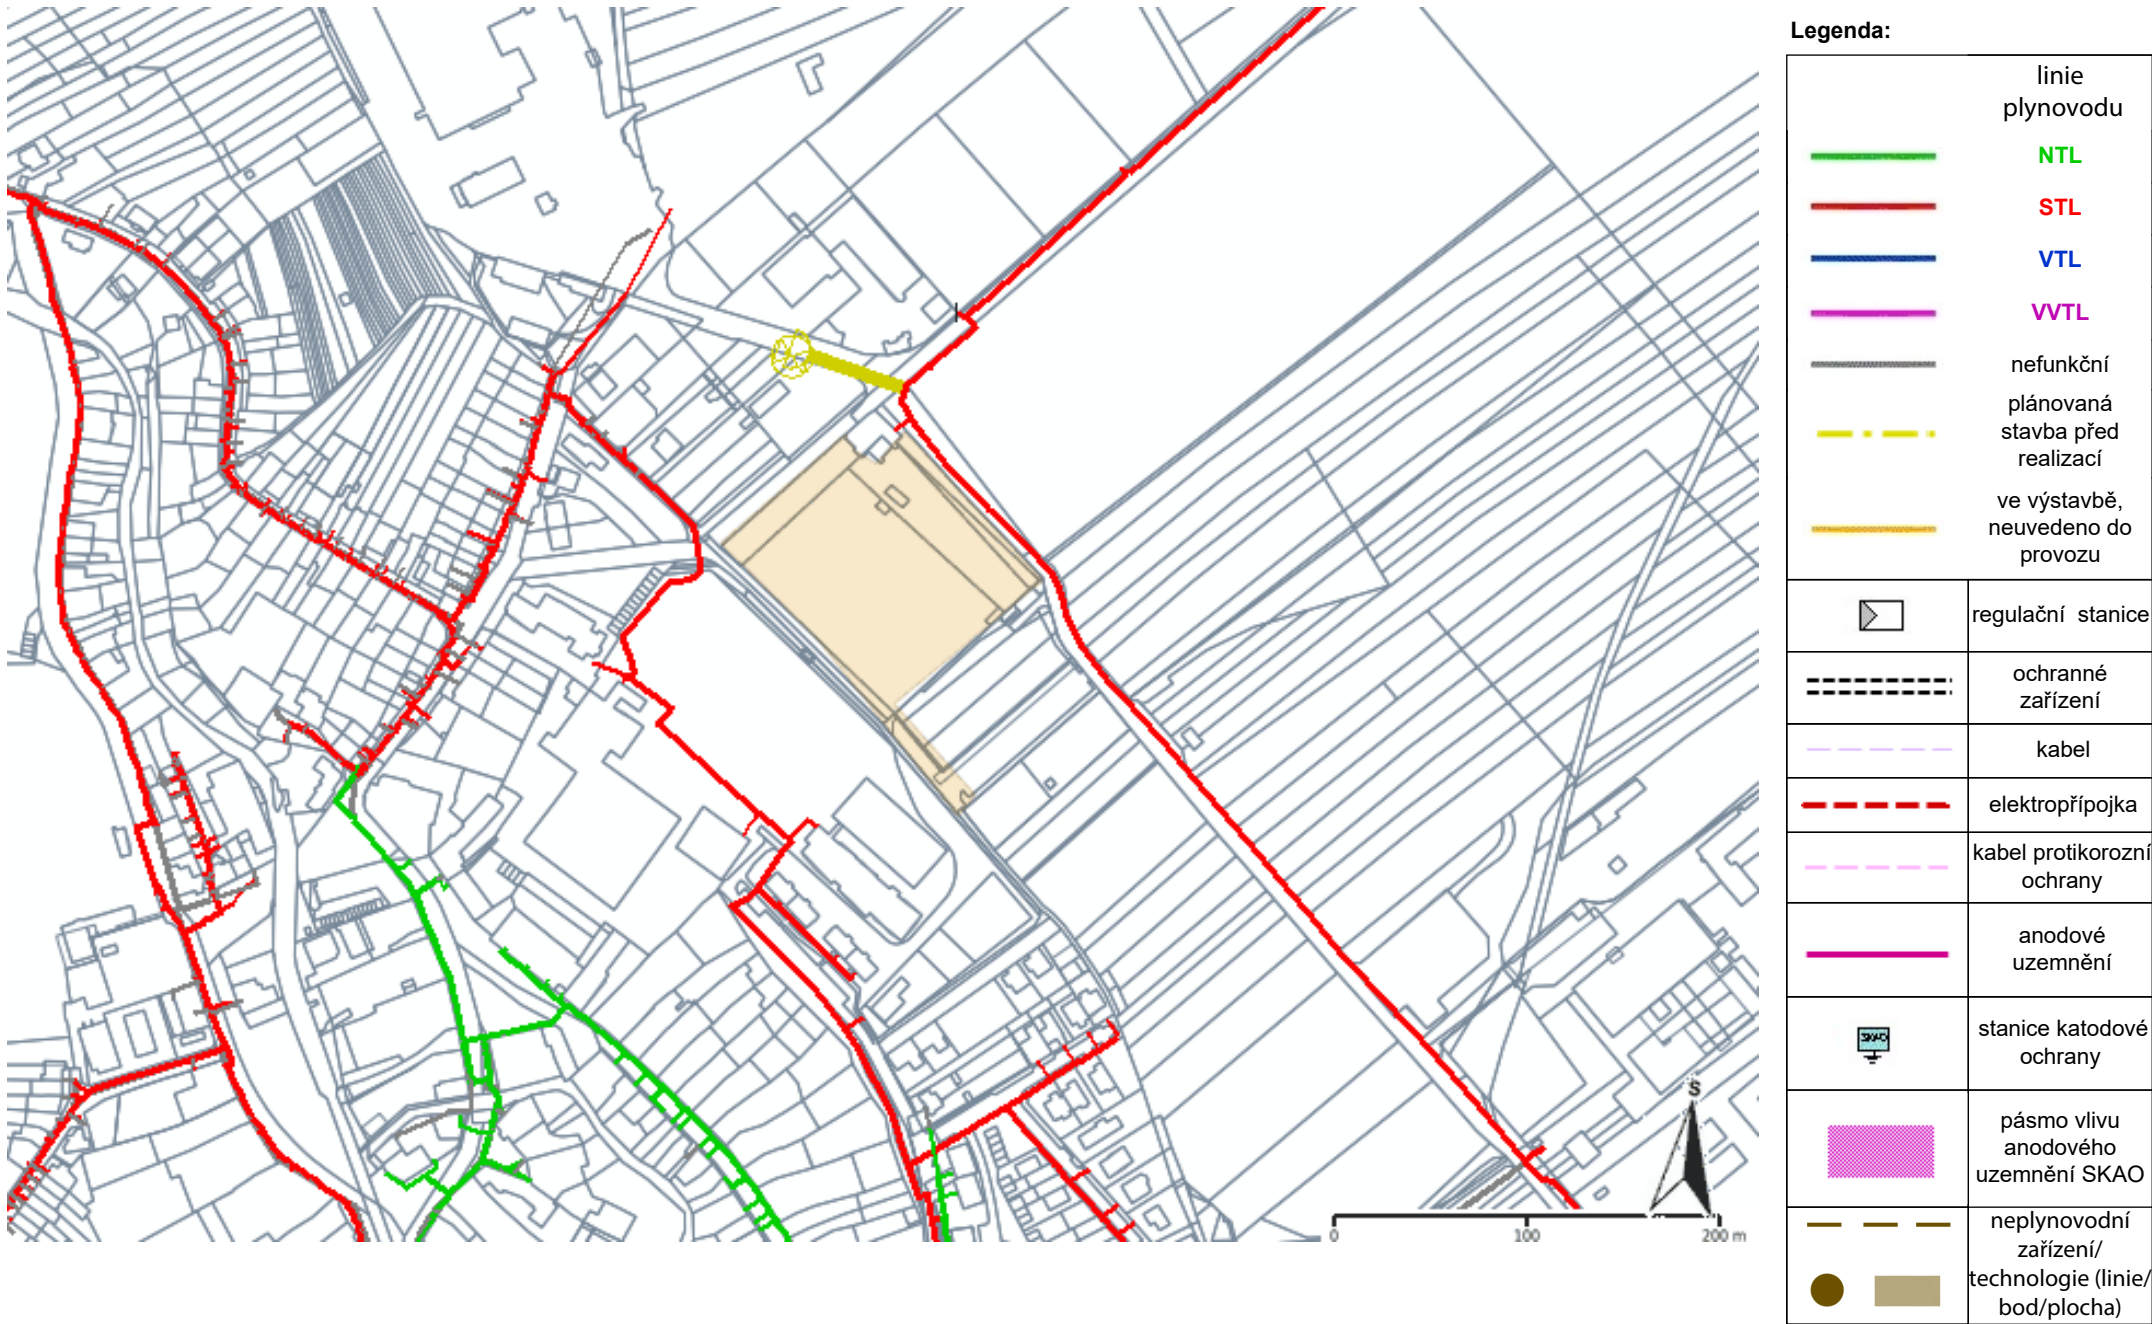 Legenda:
linie
plynovodu
NTL
STL
VTL
VVTL
nefunkční
plánovaná
stavba před
realizací
ve výstavbě,
neuvedeno do
provozu
regulační stanice
ochranné
zařízení
kabel
elektropřípojka
kabel protikorozní
ochrany
anodové
uzemnění
SKAO
stanice katodové
ochrany
pásmo vlivu
anodového
uzemnění SKAO
neplynovodní
zařízení/
technologie (linie/
bod/plocha)
S
0 100 200 m